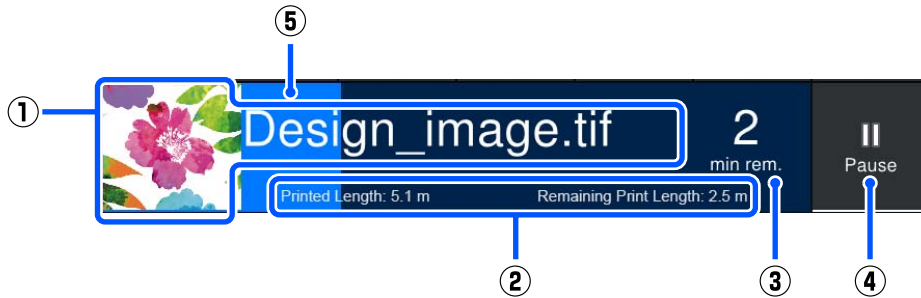 ⑤
①
Design_image.tif
2
min rem.
Pause
Printed Length: 5.1 m
Remaining Print Length: 2.5 m
②
③
④